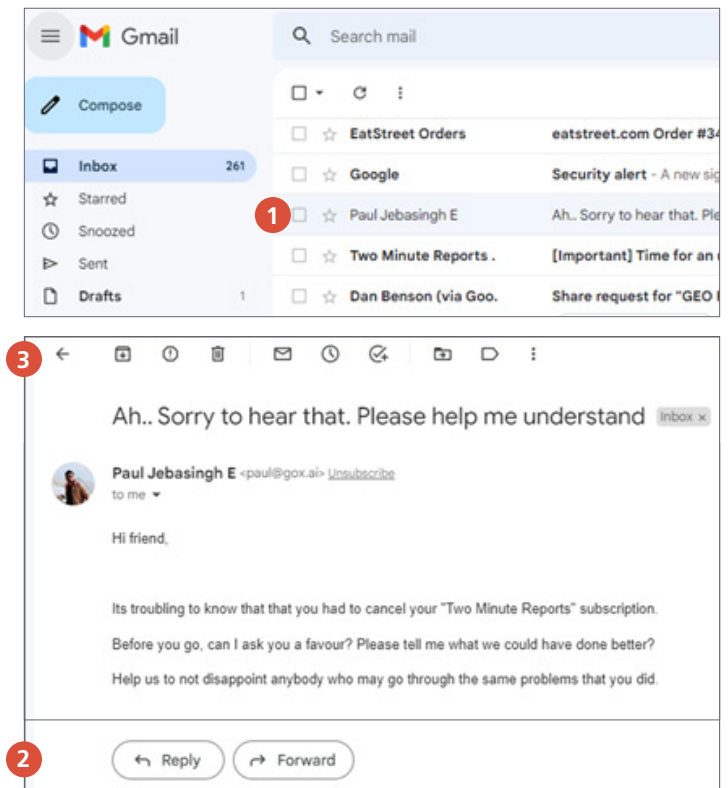 Gmail
Search mail
Compose
Inbox 261
Starred
Snoozed
Sent
Drafts 1
EatStreet Orders eatstreet.com Order #34
Google Security alert - A new sig
1
Paul Jebasingh E Ah.. Sorry to hear that. Ple
Two Minute Reports . [Important] Time for an
Dan Benson (via Goo. Share request for "GEO
3
Ah.. Sorry to hear that. Please help me understand Inbox x
Paul Jebasingh E <paul@gox.ai> Unsubscribe
to me
Hi friend,
Its troubling to know that that you had to cancel your "Two Minute Reports" subscription.
Before you go, can I ask you a favour? Please tell me what we could have done better?
Help us to not disappoint anybody who may go through the same problems that you did.
2
Reply
Forward